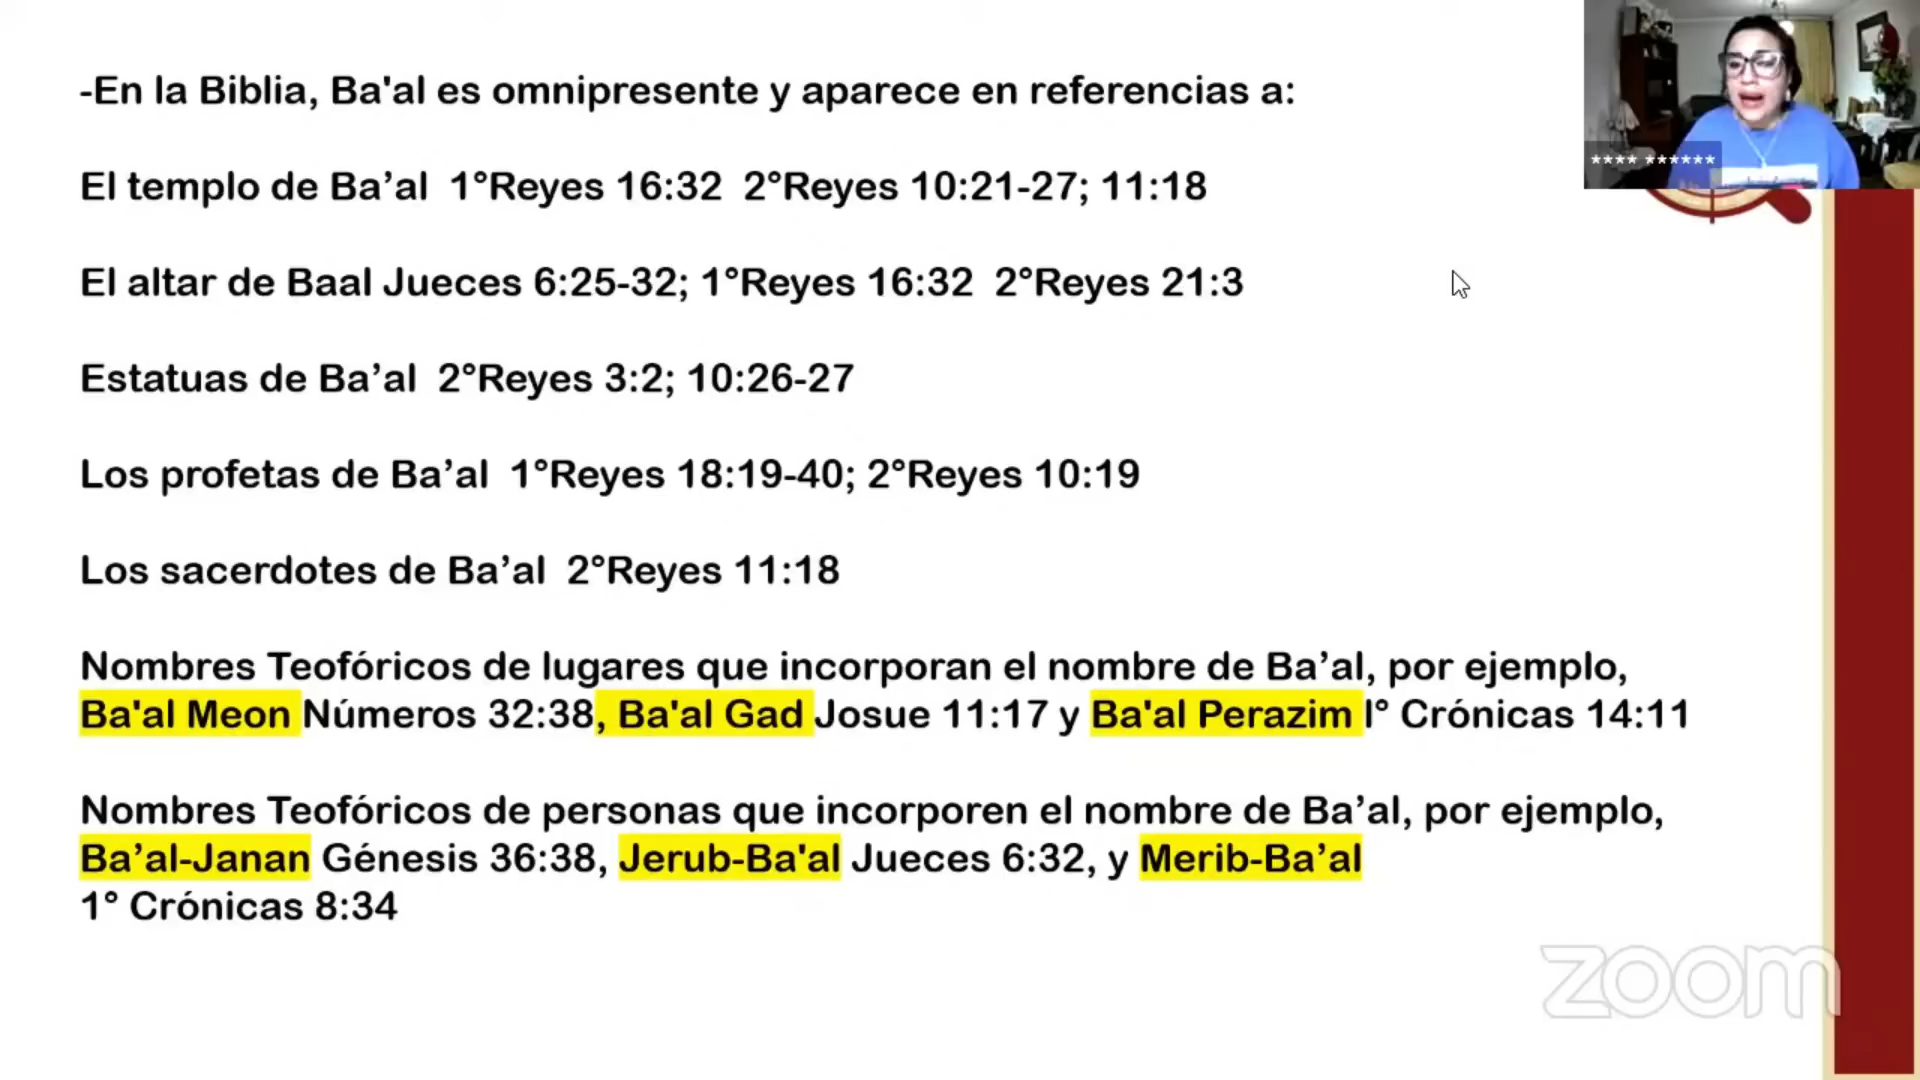 -En la Biblia, Ba'al es omnipresente y aparece en referencias a:
**** ******
El templo de Ba’al 1°Reyes 16:32 2°Reyes 10:21-27; 11:18
El altar de Baal Jueces 6:25-32; 1°Reyes 16:32 2°Reyes 21:3
Estatuas de Ba’al 2°Reyes 3:2; 10:26-27
Los profetas de Ba’al 1°Reyes 18:19-40; 2°Reyes 10:19
Los sacerdotes de Ba’al 2°Reyes 11:18
Nombres Teofóricos de lugares que incorporan el nombre de Ba’al, por ejemplo,
Ba'al Meon Números 32:38, Ba'al Gad Josue 11:17 y Ba'al Perazim I° Crónicas 14:11
Nombres Teofóricos de personas que incorporen el nombre de Ba’al, por ejemplo,
Ba’al-Janan Génesis 36:38, Jerub-Ba'al Jueces 6:32, y Merib-Ba’al
1° Crónicas 8:34
zoom